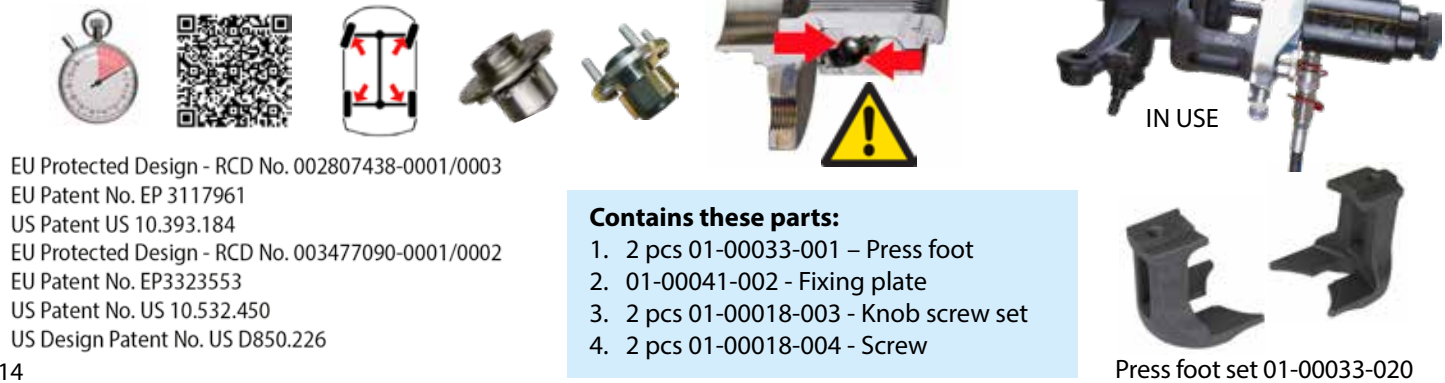 EU Protected Design - RCD No. 002807438-0001/0003
EU Patent No. EP 3117961
US Patent US 10.393.184
EU Protected Design - RCD No. 003477090-0001/0002
EU Patent No. EP3323553
US Patent No. US 10.532.450
US Design Patent No. US D850.226
14
Contains these parts:
1. 2 pcs 01-00033-001 – Press foot
2. 01-00041-002 - Fixing plate
3. 2 pcs 01-00018-003 - Knob screw set
4. 2 pcs 01-00018-004 - Screw
IN USE
Press foot set 01-00033-020